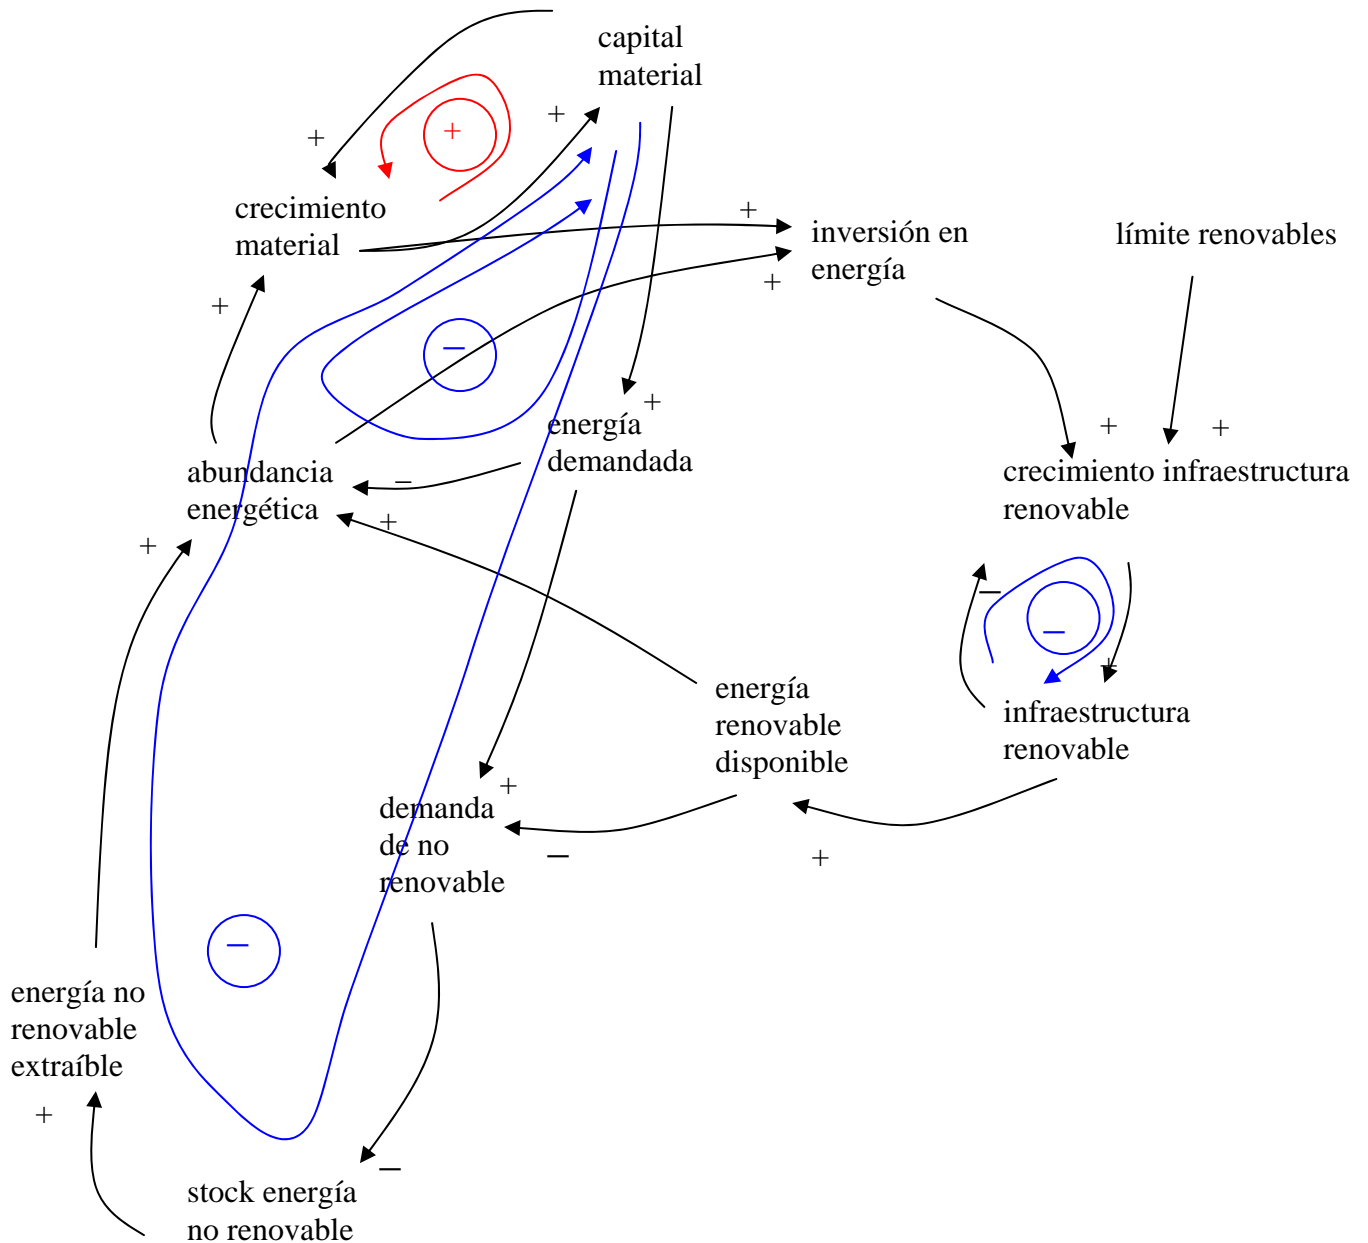 capital
material
+
+
+
crecimiento
material
+
inversión en
energía
límite renovables
+
+
−
+
energía
demandada
+
+
abundancia
energética
−
+
crecimiento infraestructura
renovable
+
−
−
+
energía
renovable
disponible
infraestructura
renovable
+
demanda
de no
renovable
−
+
−
energía no
renovable
extraíble
+
−
stock energía
no renovable